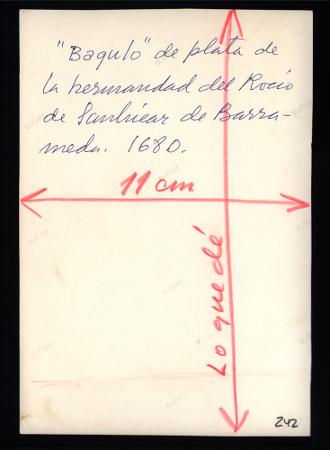 "Bagulo" de plata de
la hermandad del Rocío
de Sanlúcar de Barra-
meda. 1680.
11 cm
Lo que dé
242